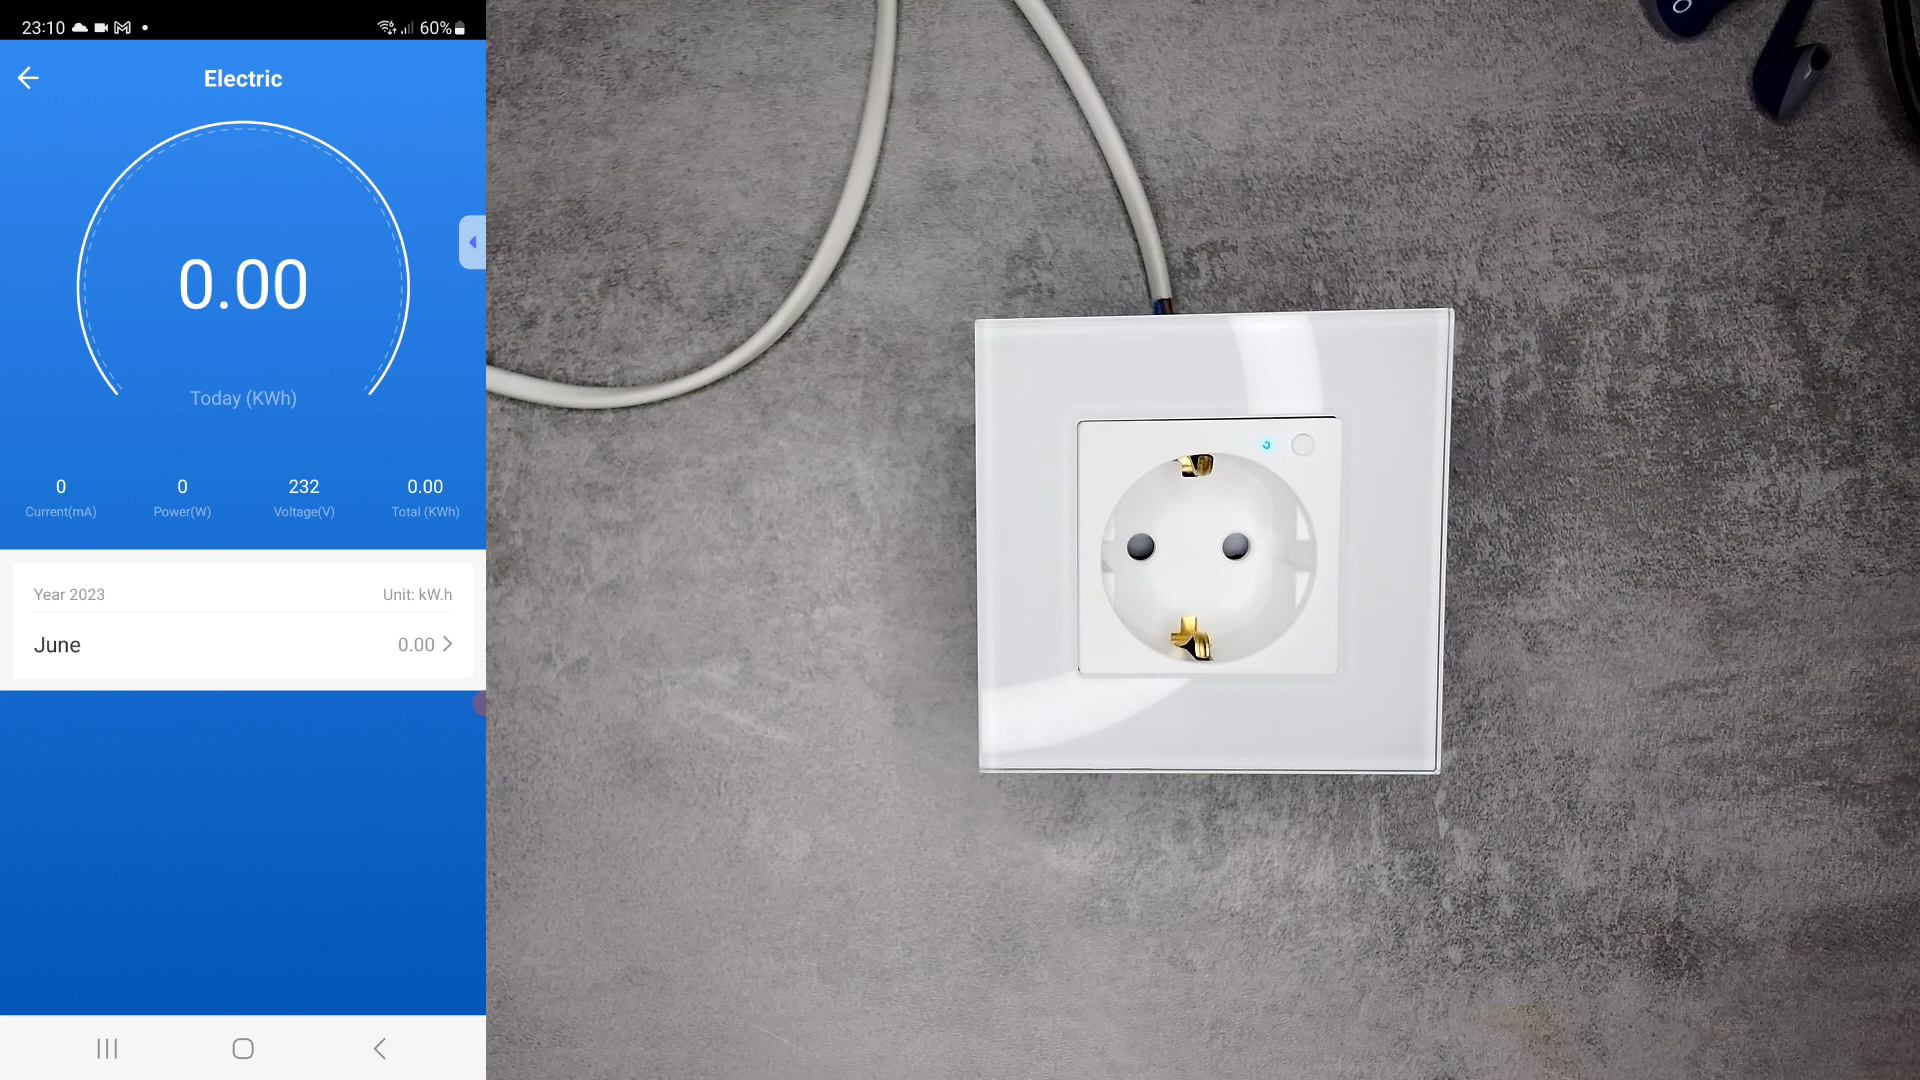 23:10
60%
Electric
0.00
Today (KWh)
0 0 232 0.00
Current(mA) Power(W) Voltage(V) Total (KWh)
Year 2023 Unit: kW.h
June 0.00